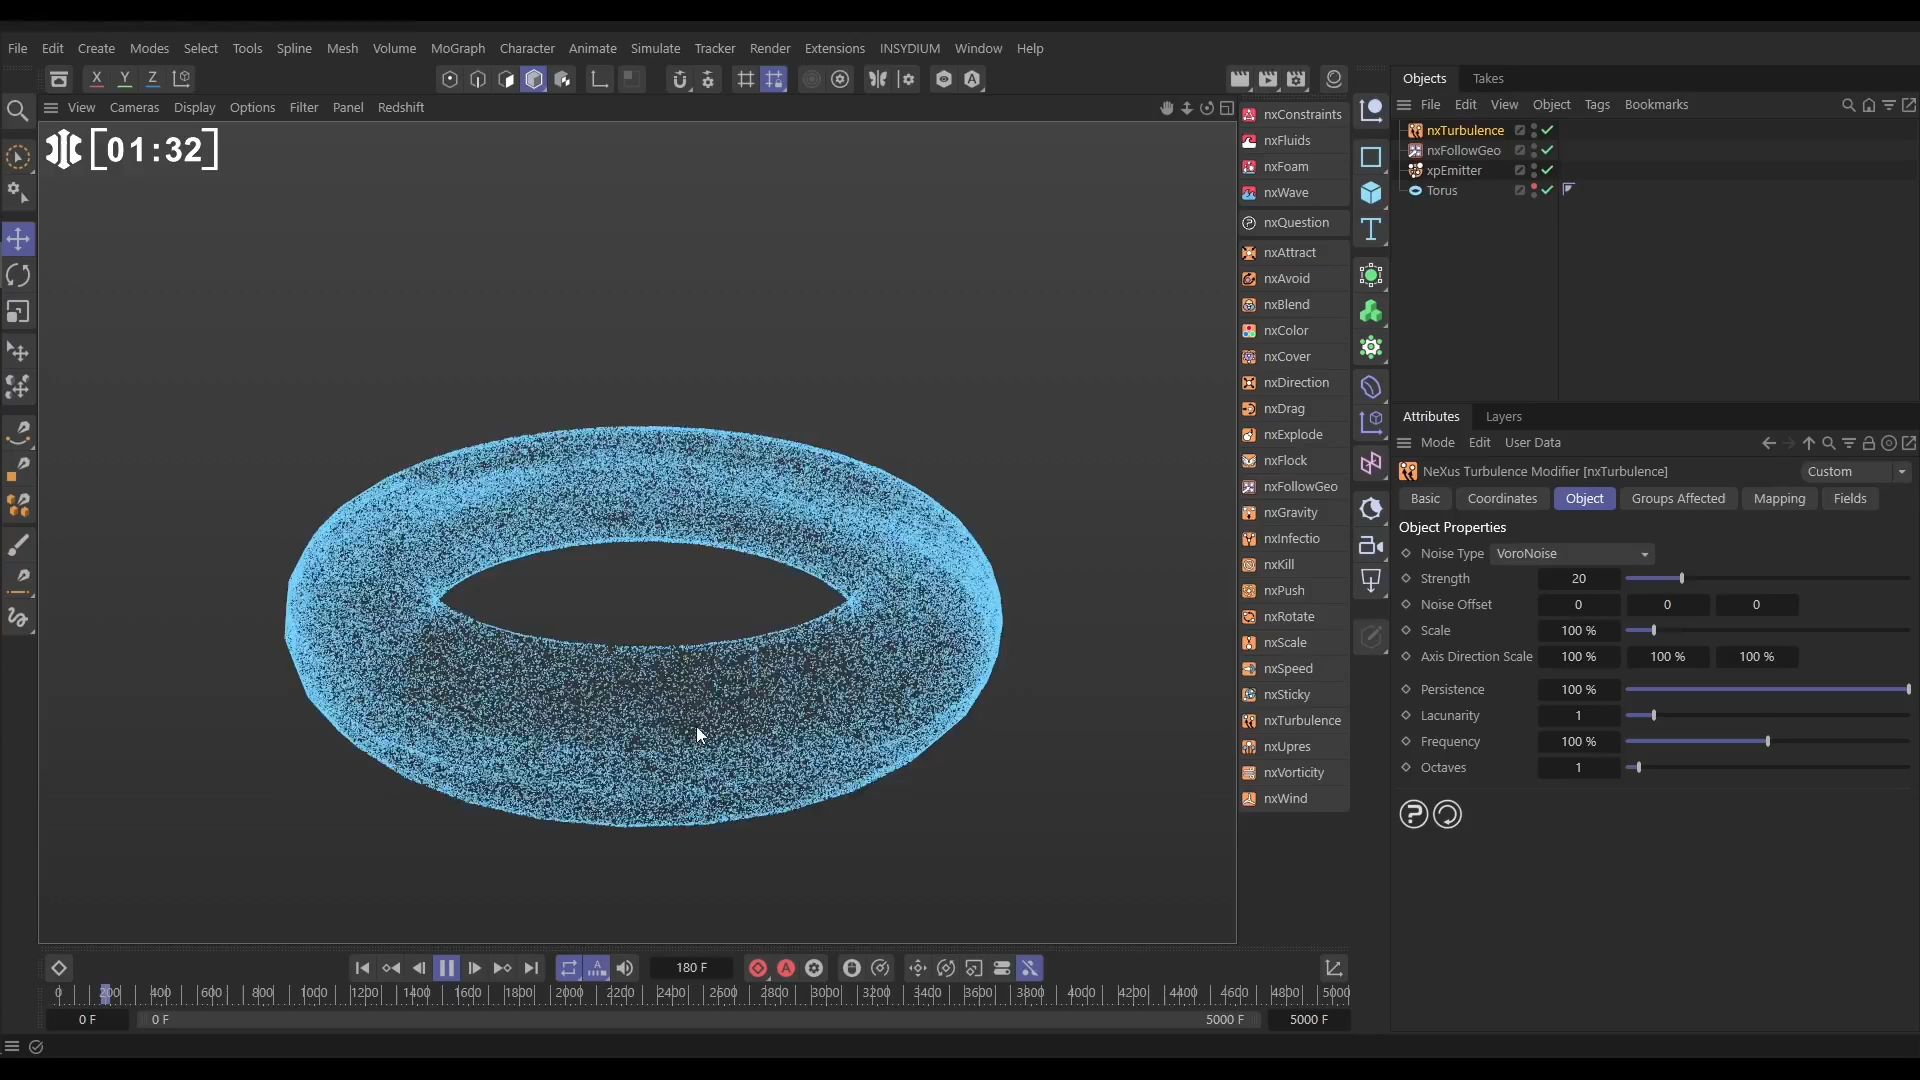 File Edit Create Modes Select Tools Spline Mesh Volume MoGraph Character Animate Simulate Tracker Render Extensions INSYDIUM Window Help
X Y Z
Objects Takes
File Edit View Object Tags Bookmarks
View Cameras Display Options Filter Panel Redshift
[01:32]
nxConstraints
nxFluids
nxFoam
nxWave
nxQuestion
nxAttract
nxAvoid
nxBlend
nxColor
nxCover
nxDirection
nxDrag
nxExplode
nxFlock
nxFollowGeo
nxGravity
nxInfectio
nxKill
nxPush
nxRotate
nxScale
nxSpeed
nxSticky
nxTurbulence
nxUpres
nxVorticity
nxWind
nxTurbulence
nxFollowGeo
xpEmitter
Torus
Attributes Layers
Mode Edit User Data
NeXus Turbulence Modifier [nxTurbulence] Custom
Basic Coordinates Object Groups Affected Mapping Fields
Object Properties
Noise Type VoroNoise
Strength 20
Noise Offset 0 0 0
Scale 100 %
Axis Direction Scale 100 % 100 % 100 %
Persistence 100 %
Lacunarity 1
Frequency 100 %
Octaves 1
180 F
0 200 400 600 800 1000 1200 1400 1600 1800 2000 2200 2400 2600 2800 3000 3200 3400 3600 3800 4000 4200 4400 4600 4800 5000
0 F 0 F 5000 F 5000 F